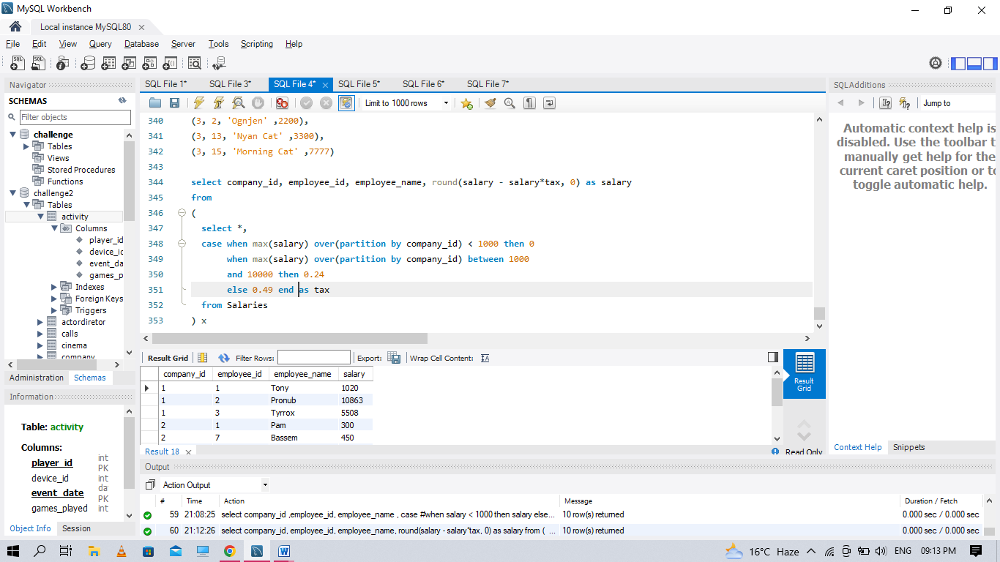 MySQL Workbench
Local instance MySQL80
File Edit View Query Database Server Tools Scripting Help
Navigator
SCHEMAS
Filter objects
challenge
Tables
Views
Stored Procedures
Functions
challenge2
Tables
activity
Columns
player_id
device_ic
event_da
games_p
Indexes
Foreign Keys
Triggers
actordiretor
calls
cinema
company
Administration Schemas
Information
Table: activity
Columns:
player_id int
PK
device_id int
event_date da
PK
games_played int
Object Info Session
SQL File 1* SQL File 3* SQL File 4* SQL File 5* SQL File 6* SQL File 7*
Limit to 1000 rows
340 (3, 2, 'Ognjen' ,2200),
341 (3, 13, 'Nyan Cat' ,3300),
342 (3, 15, 'Morning Cat' ,7777)
343
344 select company_id, employee_id, employee_name, round(salary - salary*tax, 0) as salary
345 from
346 (
347 select *,
348 case when max(salary) over(partition by company_id) < 1000 then 0
349 when max(salary) over(partition by company_id) between 1000
350 and 10000 then 0.24
351 else 0.49 end as tax
352 from Salaries
353 ) x
Result Grid Filter Rows: Export: Wrap Cell Content:
company_id employee_id employee_name salary
1 1 Tony 1020
1 2 Pronub 10863
1 3 Tyrrox 5508
2 1 Pam 300
2 7 Bassem 450
Result Grid
Result 18
Read Only
SQLAdditions
Jump to
Automatic context help is
disabled. Use the toolbar t
manually get help for the
current caret position or to
toggle automatic help.
Context Help Snippets
Output
Action Output
# Time Action Message Duration / Fetch
59 21:08:25 select company_id ,employee_id, employee_name , case #when salary < 1000 then salary else... 10 row(s) returned 0.000 sec / 0.000 sec
60 21:12:26 select company_id, employee_id, employee_name, round(salary - salary*tax, 0) as salary from ( ... 10 row(s) returned 0.000 sec / 0.000 sec
16°C Haze ENG 09:13 PM